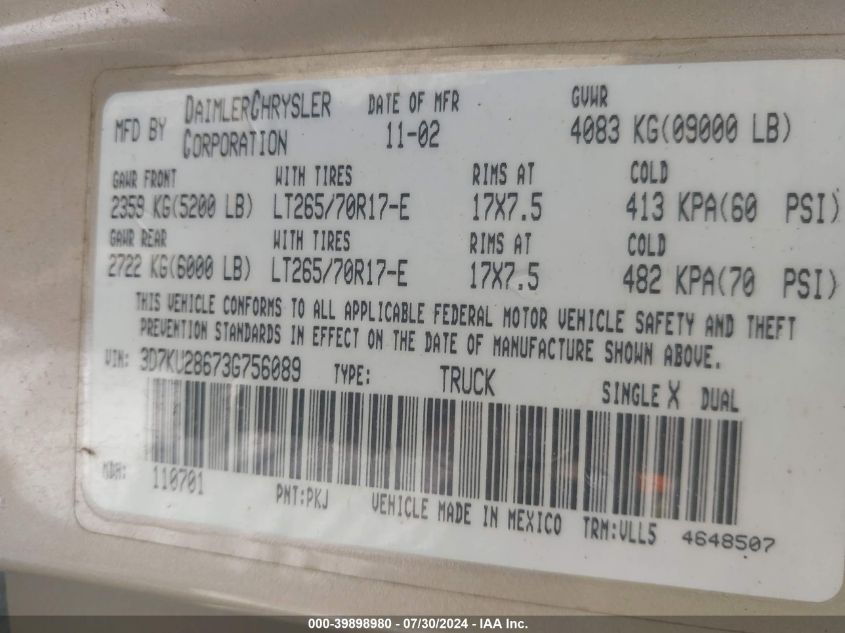 MFD BY DAIMLERCHRYSLER CORPORATION DATE OF MFR 11-02 GVWR 4083 KG(09000 LB)
GAWR FRONT WITH TIRES RIMS AT COLD
2359 KG(5200 LB) LT265/70R17-E 17X7.5 413 KPA(60 PSI)
GAWR REAR WITH TIRES RIMS AT COLD
2722 KG(6000 LB) LT265/70R17-E 17X7.5 482 KPA(70 PSI)
THIS VEHICLE CONFORMS TO ALL APPLICABLE FEDERAL MOTOR VEHICLE SAFETY AND THEFT
PREVENTION STANDARDS IN EFFECT ON THE DATE OF MANUFACTURE SHOWN ABOVE.
VIN: 3D7KU28673G756089 TYPE: TRUCK SINGLE X DUAL
MDH: 110701 PNT:PKJ VEHICLE MADE IN MEXICO TRM:VLL5 4648507
000-39898980 / 07/30/2024 - IAA Inc.